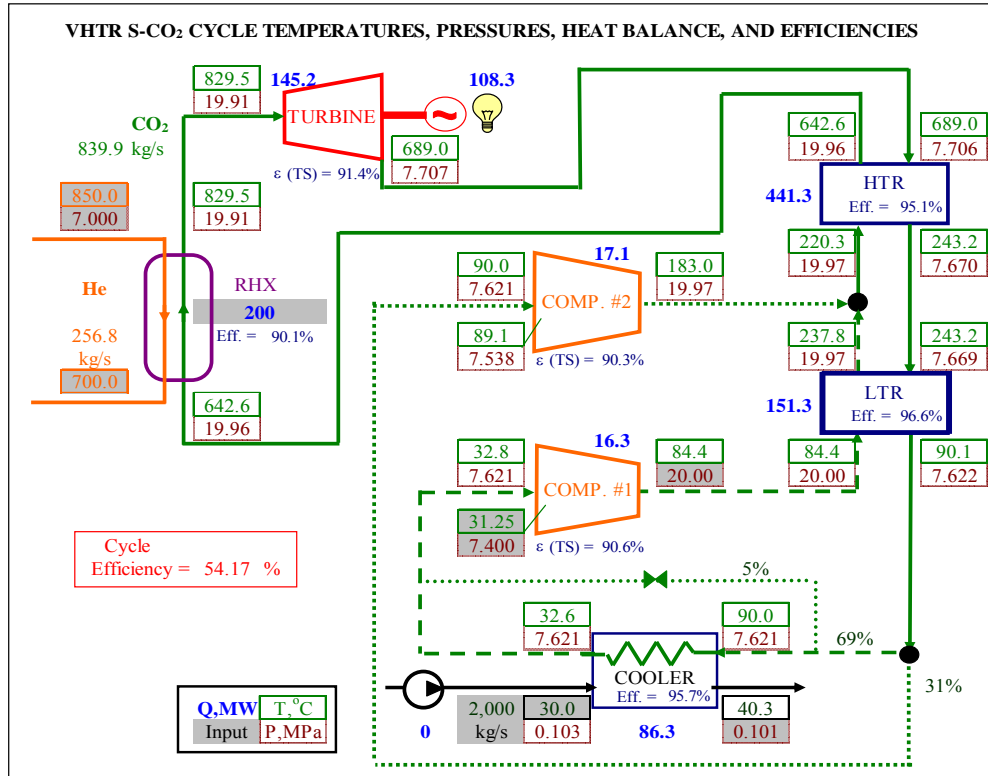 VHTR S-CO₂ CYCLE TEMPERATURES, PRESSURES, HEAT BALANCE, AND EFFICIENCIES
829.5
19.91
145.2
TURBINE
~
108.3
CO₂
839.9 kg/s
ε (TS) = 91.4%
689.0
7.707
642.6
19.96
689.0
7.706
441.3
HTR
Eff. = 95.1%
850.0
7.000
829.5
19.91
He
256.8
kg/s
700.0
RHX
200
Eff. = 90.1%
642.6
19.96
17.1
90.0
7.621
COMP. #2
183.0
19.97
89.1
7.538
ε (TS) = 90.3%
220.3
19.97
243.2
7.670
237.8
19.97
243.2
7.669
151.3
LTR
Eff. = 96.6%
16.3
32.8
7.621
COMP. #1
84.4
20.00
84.4
20.00
90.1
7.622
31.25
7.400
ε (TS) = 90.6%
Cycle
Efficiency = 54.17 %
5%
32.6
7.621
90.0
7.621
69%
31%
COOLER
Eff. = 95.7%
0
2,000
kg/s
30.0
0.103
86.3
40.3
0.101
Q,MW T,°C
Input P,MPa